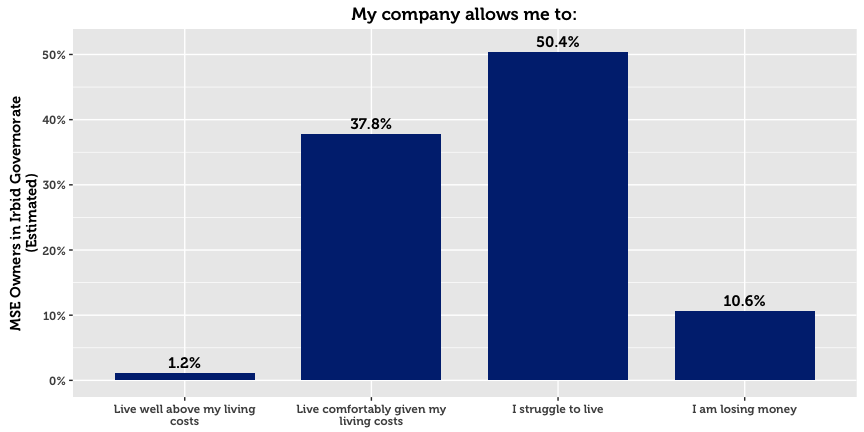 My company allows me to:
MSE Owners in Irbid Governorate
(Estimated)
50%
40%
30%
20%
10%
0%
1.2%
37.8%
50.4%
10.6%
Live well above my living
costs
Live comfortably given my
living costs
I struggle to live
I am losing money